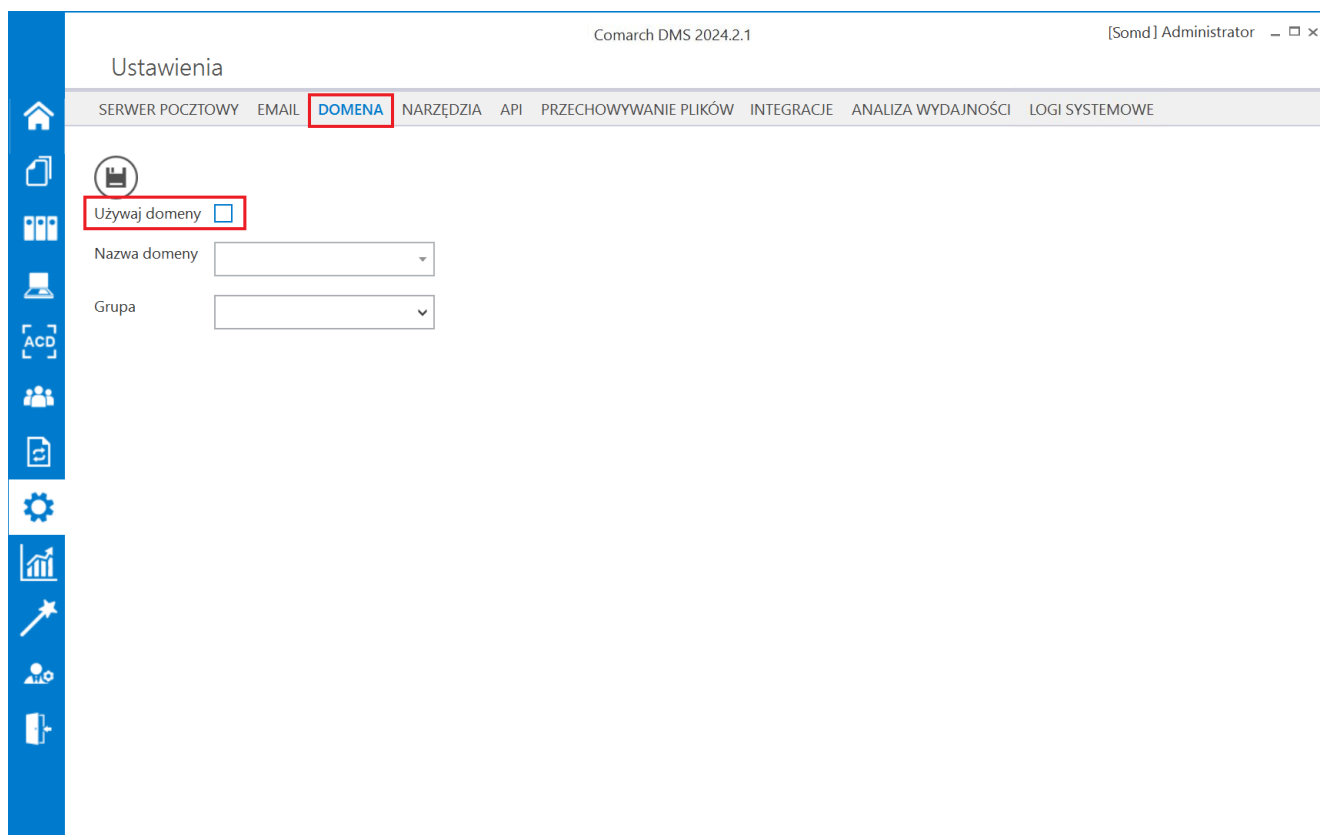 Comarch DMS 2024.2.1
[Somd] Administrator
Ustawienia
SERWER POCZTOWY EMAIL DOMENA NARZĘDZIA API PRZECHOWYWANIE PLIKÓW INTEGRACJE ANALIZA WYDAJNOŚCI LOGI SYSTEMOWE
Używaj domeny
Nazwa domeny
Grupa
ACD